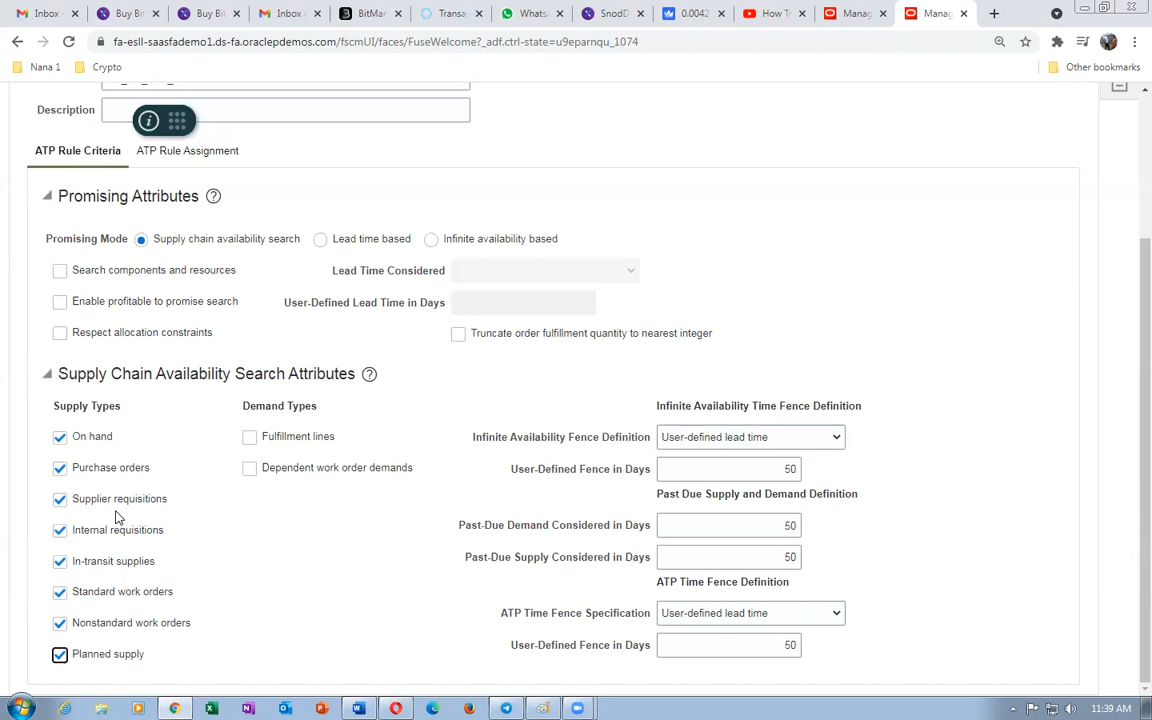 Inbox -
Buy Bit
Buy Bit
Inbox
BitMar
Transa
Whats
SnodD
0.0042
How T
Manag
Manag
fa-esll-saasfademo1.ds-fa.oraclepdemos.com/fscmUI/faces/FuseWelcome?_adf.ctrl-state=u9eparnqu_1074
Nana 1
Crypto
Other bookmarks
Description
ATP Rule Criteria
ATP Rule Assignment
Promising Attributes
Promising Mode
Supply chain availability search
Lead time based
Infinite availability based
Search components and resources
Lead Time Considered
Enable profitable to promise search
User-Defined Lead Time in Days
Respect allocation constraints
Truncate order fulfillment quantity to nearest integer
Supply Chain Availability Search Attributes
Supply Types
Demand Types
Infinite Availability Time Fence Definition
On hand
Fulfillment lines
Infinite Availability Fence Definition
User-defined lead time
Purchase orders
Dependent work order demands
User-Defined Fence in Days
50
Past Due Supply and Demand Definition
Supplier requisitions
Past-Due Demand Considered in Days
50
Internal requisitions
Past-Due Supply Considered in Days
50
In-transit supplies
ATP Time Fence Definition
Standard work orders
ATP Time Fence Specification
User-defined lead time
Nonstandard work orders
User-Defined Fence in Days
50
Planned supply
11:39 AM